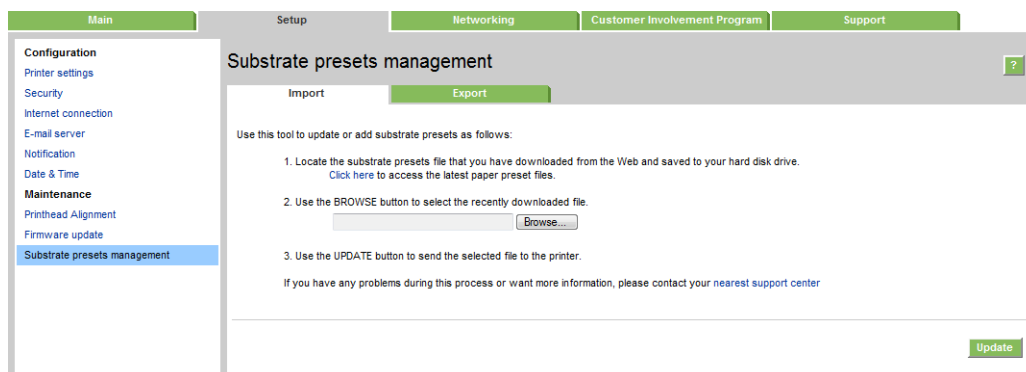 Main Setup Networking Customer Involvement Program Support
Configuration
Printer settings
Security
Internet connection
E-mail server
Notification
Date & Time
Maintenance
Printhead Alignment
Firmware update
Substrate presets management
Substrate presets management
?
Import Export
Use this tool to update or add substrate presets as follows:
1. Locate the substrate presets file that you have downloaded from the Web and saved to your hard disk drive.
Click here to access the latest paper preset files.
2. Use the BROWSE button to select the recently downloaded file.
Browse...
3. Use the UPDATE button to send the selected file to the printer.
If you have any problems during this process or want more information, please contact your nearest support center
Update